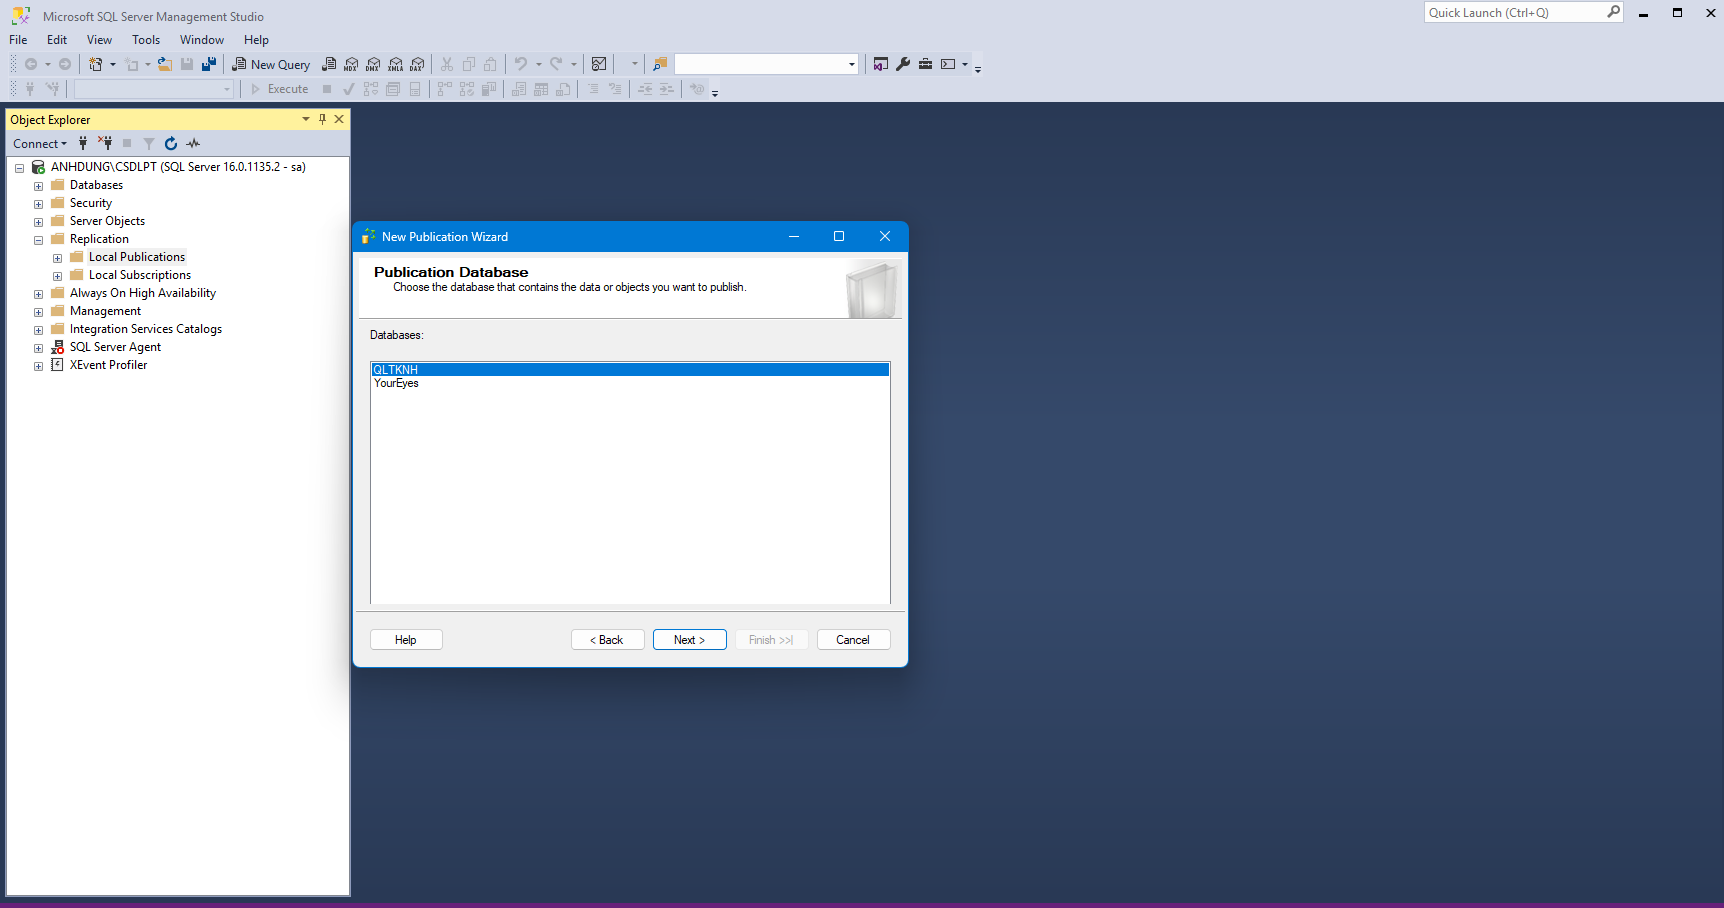 Microsoft SQL Server Management Studio
Quick Launch (Ctrl+Q)
File Edit View Tools Window Help
New Query MDX DMX XMLA DAX
Execute
Object Explorer
Connect
ANHDUNG\CSDLPT (SQL Server 16.0.1135.2 - sa)
Databases
Security
Server Objects
Replication
Local Publications
Local Subscriptions
Always On High Availability
Management
Integration Services Catalogs
SQL Server Agent
XEvent Profiler
New Publication Wizard
Publication Database
Choose the database that contains the data or objects you want to publish.
Databases:
QLTKNH
YourEyes
Help < Back Next > Finish >>| Cancel